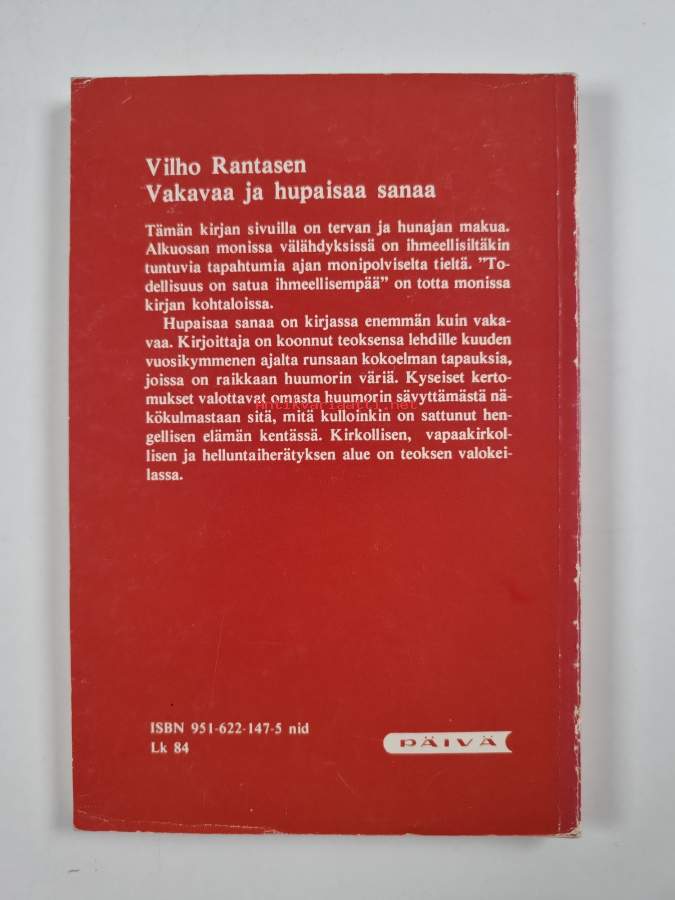 Vilho Rantasen
Vakavaa ja hupaisaa sanaa
Tämän kirjan sivuilla on tervan ja hunajan makua.
Alkuosan monissa välähdyksissä on ihmeellisiltäkin
tuntuvia tapahtumia ajan monipolviselta tieltä. ”To-
dellisuus on satua ihmeellisempää” on totta monissa
kirjan kohtaloissa.
Hupaisaa sanaa on kirjassa enemmän kuin vaka-
vaa. Kirjoittaja on koonnut teoksensa lehdille kuuden
vuosikymmenen ajalta runsaan kokoelman tapauksia,
joissa on raikkaan huumorin väriä. Kyseiset kerto-
mukset valottavat omasta huumorin sävyttämästä nä-
Antikvariaatti.net
kökulmastaan sitä, mitä kulloinkin on sattunut hen-
gellisen elämän kentässä. Kirkollisen, vapaakirkol-
lisen ja helluntaiherätyksen alue on teoksen valokei-
lassa.
ISBN 951-622-147-5 nid
Lk 84
PÄIVÄ